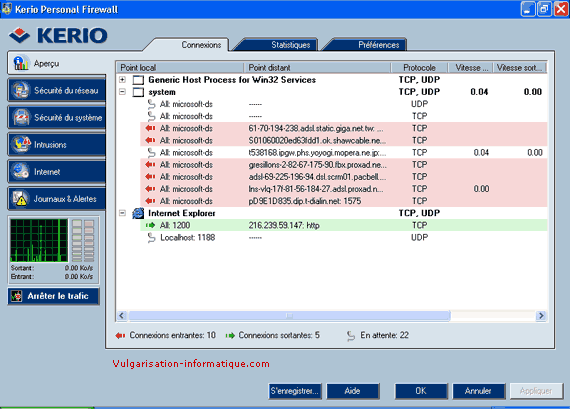 Kerio Personal Firewall
KERIO
Connexions Statistiques Préférences
Aperçu
Sécurité du réseau
Sécurité du système
Intrusions
Internet
Journaux & Alertes
Sortant: 0.00 Ko/s
Entrant: 0.00 Ko/s
Arrêter le trafic
Point local Point distant Protocole Vitesse ... Vitesse sort...
Generic Host Process for Win32 Services TCP, UDP
system TCP, UDP 0.04 0.00
All: microsoft-ds ------ UDP
All: microsoft-ds ------ TCP
All: microsoft-ds 61-70-194-238.adsl.static.giga.net.tw: ... TCP
All: microsoft-ds S01060020ed63fdd1.ok.shawcable.ne... TCP
All: microsoft-ds t538168.ipgw.phs.yoyogi.mopera.ne.jp:... TCP 0.04 0.00
All: microsoft-ds gresillons-2-82-67-175-90.fbx.proxad.n... TCP
All: microsoft-ds adsl-69-225-196-94.dsl.scrm01.pacbell... TCP
All: microsoft-ds lns-vlq-17f-81-56-184-27.adsl.proxad.n... TCP 0.00
All: microsoft-ds pD9E1D835.dip.t-dialin.net: 1575 TCP
Internet Explorer TCP, UDP
All: 1200 216.239.59.147: http TCP
Localhost: 1188 ------ UDP
Connexions entrantes: 10 Connexions sortantes: 5 En attente: 22
Vulgarisation-informatique.com
S'enregistrer... Aide OK Annuler Appliquer